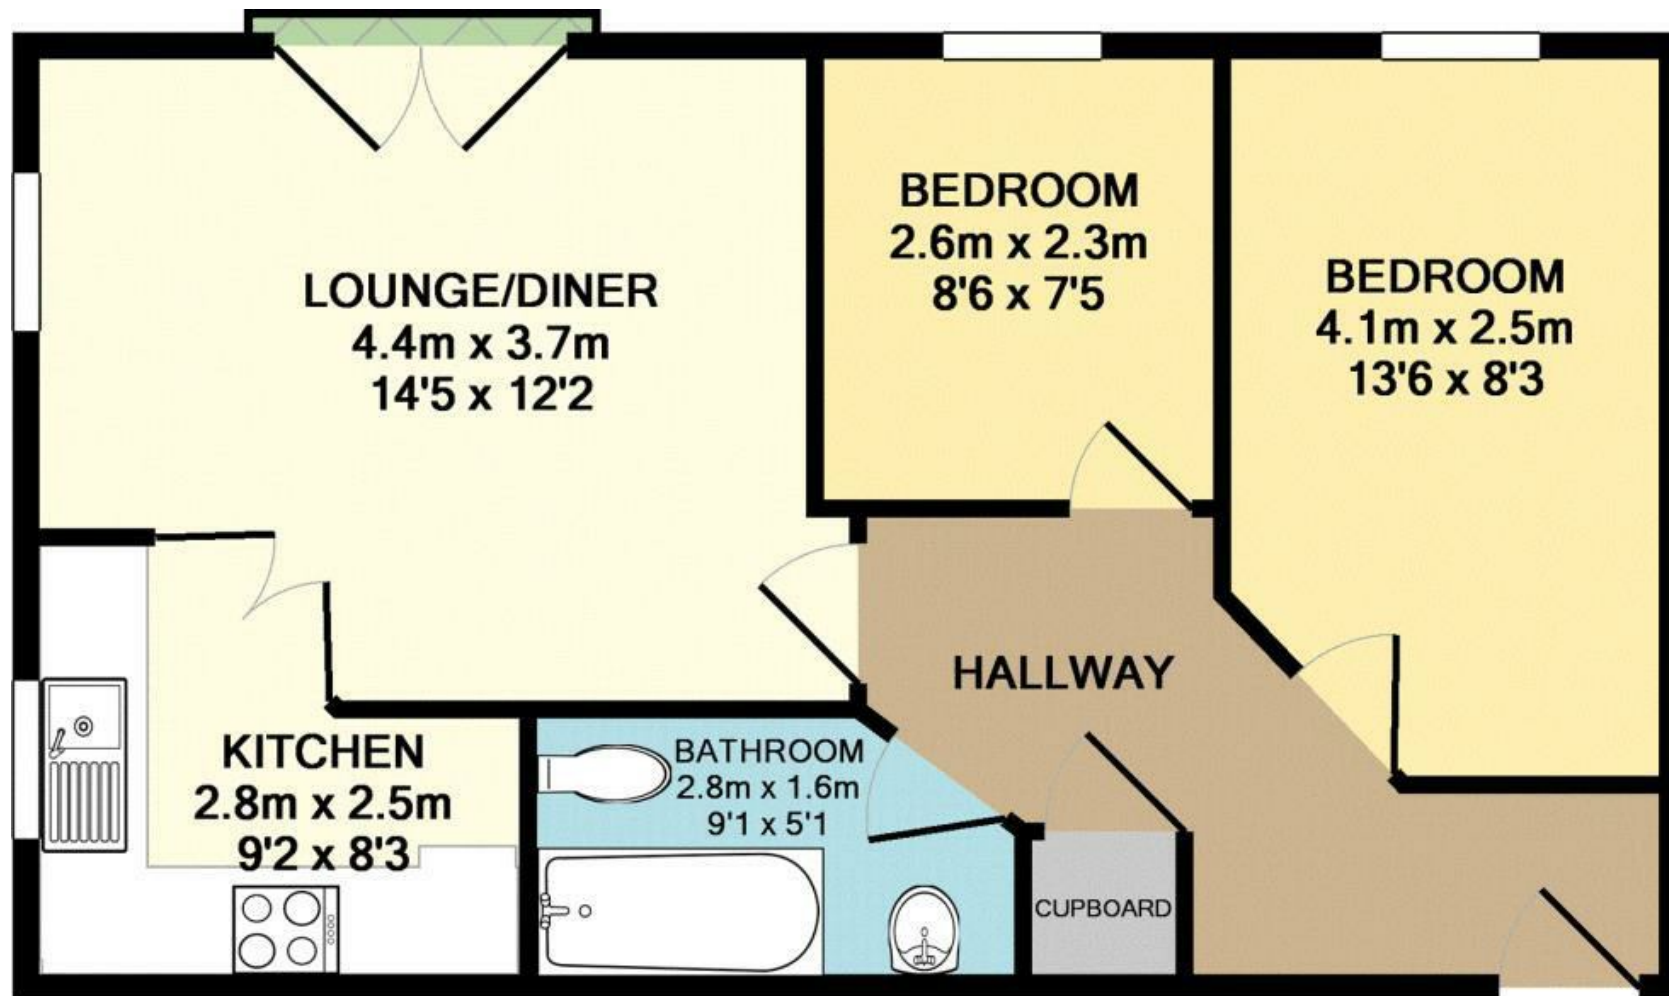 BEDROOM
2.6m x 2.3m
8'6 x 7'5
LOUNGE/DINER
4.4m x 3.7m
14'5 x 12'2
BEDROOM
4.1m x 2.5m
13'6 x 8'3
HALLWAY
KITCHEN
2.8m x 2.5m
9'2 x 8'3
BATHROOM
2.8m x 1.6m
9'1 x 5'1
CUPBOARD